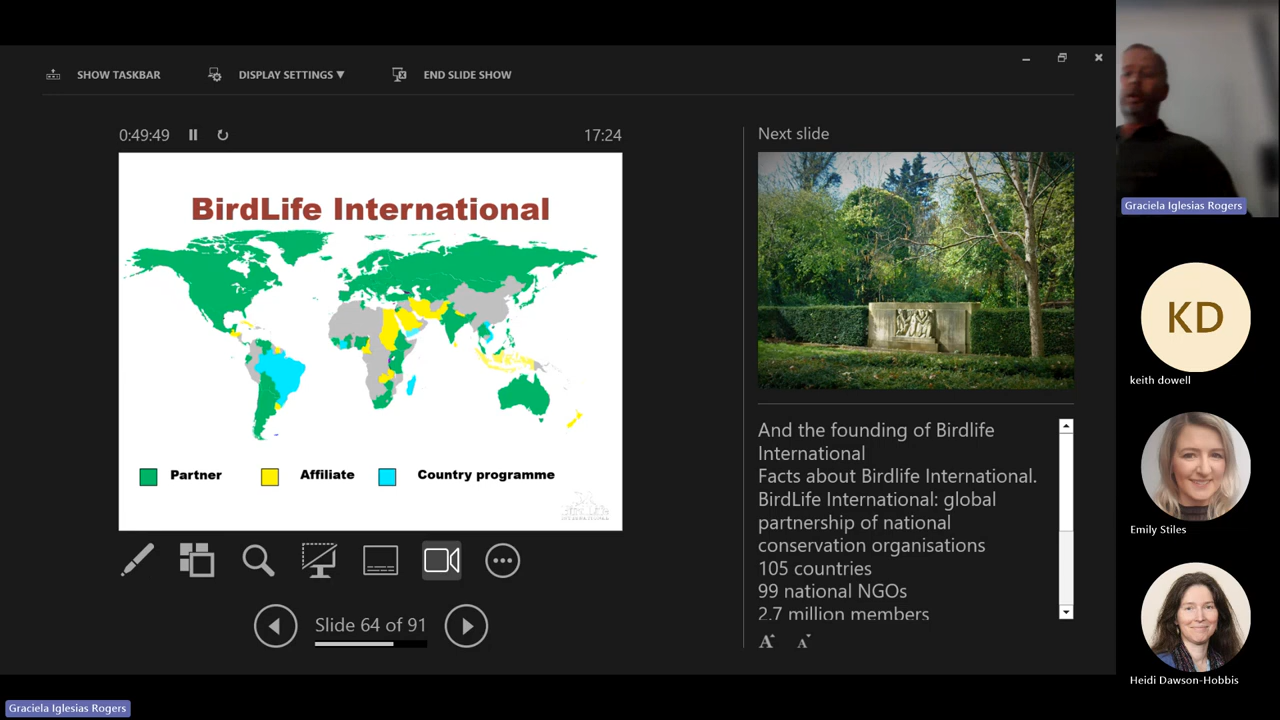 SHOW TASKBAR
DISPLAY SETTINGS ▼
END SLIDE SHOW
0:49:49
17:24
Next slide
BirdLife International
Partner
Affiliate
Country programme
And the founding of Birdlife
International
Facts about Birdlife International.
BirdLife International: global
partnership of national
conservation organisations
105 countries
99 national NGOs
2.7 million members
Slide 64 of 91
A
A
Graciela Iglesias Rogers
KD
keith dowell
Emily Stiles
Heidi Dawson-Hobbis
Graciela Iglesias Rogers